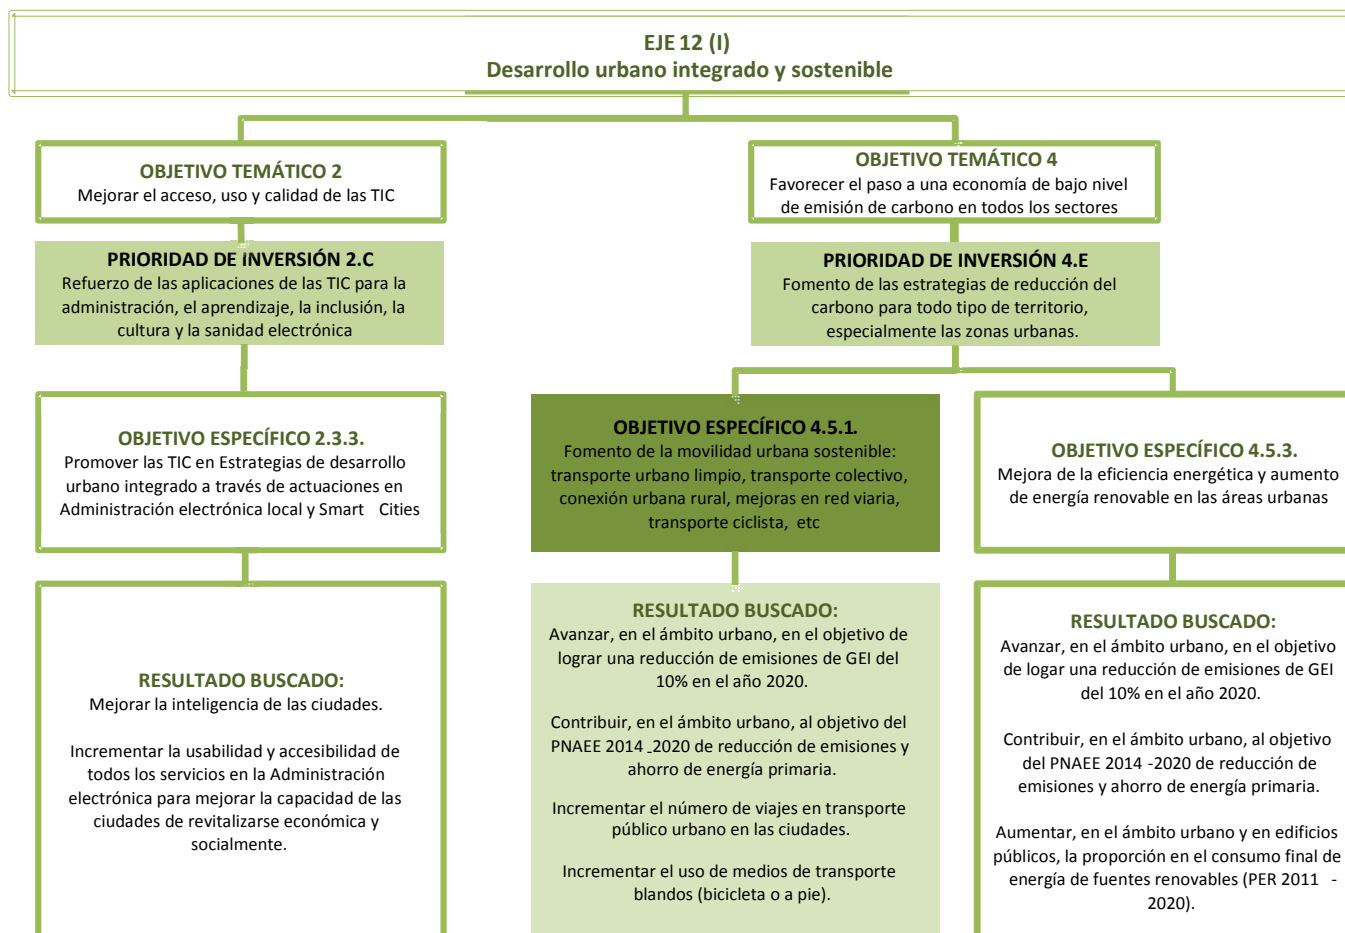 EJE 12 (I)
Desarrollo urbano integrado y sostenible
OBJETIVO TEMÁTICO 2
Mejorar el acceso, uso y calidad de las TIC
OBJETIVO TEMÁTICO 4
Favorecer el paso a una economía de bajo nivel
de emisión de carbono en todos los sectores
PRIORIDAD DE INVERSIÓN 2.C
Refuerzo de las aplicaciones de las TIC para la
administración, el aprendizaje, la inclusión, la
cultura y la sanidad electrónica
PRIORIDAD DE INVERSIÓN 4.E
Fomento de las estrategias de reducción del
carbono para todo tipo de territorio,
especialmente las zonas urbanas.
OBJETIVO ESPECÍFICO 2.3.3.
Promover las TIC en Estrategias de desarrollo
urbano integrado a través de actuaciones en
Administración electrónica local y Smart Cities
OBJETIVO ESPECÍFICO 4.5.1.
Fomento de la movilidad urbana sostenible:
transporte urbano limpio, transporte colectivo,
conexión urbana rural, mejoras en red viaria,
transporte ciclista, etc
OBJETIVO ESPECÍFICO 4.5.3.
Mejora de la eficiencia energética y aumento
de energía renovable en las áreas urbanas
RESULTADO BUSCADO:
Mejorar la inteligencia de las ciudades.
Incrementar la usabilidad y accesibilidad de
todos los servicios en la Administración
electrónica para mejorar la capacidad de las
ciudades de revitalizarse económica y
socialmente.
RESULTADO BUSCADO:
Avanzar, en el ámbito urbano, en el objetivo de
lograr una reducción de emisiones de GEI del
10% en el año 2020.
Contribuir, en el ámbito urbano, al objetivo del
PNAEE 2014 -2020 de reducción de emisiones y
ahorro de energía primaria.
Incrementar el número de viajes en transporte
público urbano en las ciudades.
Incrementar el uso de medios de transporte
blandos (bicicleta o a pie).
RESULTADO BUSCADO:
Avanzar, en el ámbito urbano, en el objetivo
de logar una reducción de emisiones de GEI
del 10% en el año 2020.
Contribuir, en el ámbito urbano, al objetivo
del PNAEE 2014 -2020 de reducción de
emisiones y ahorro de energía primaria.
Aumentar, en el ámbito urbano y en edificios
públicos, la proporción en el consumo final de
energía de fuentes renovables (PER 2011 -
2020).